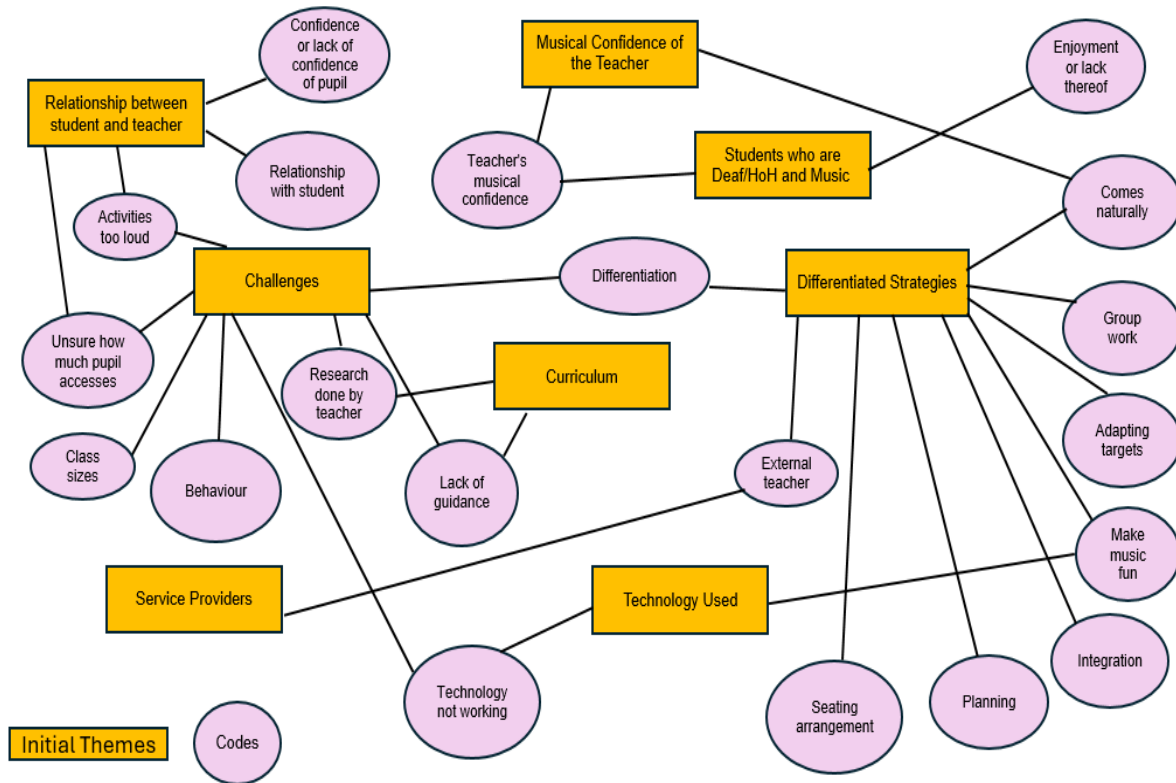 Confidence
or lack of
confidence
of pupil
Musical Confidence of
the Teacher
Enjoyment
or lack
thereof
Relationship between
student and teacher
Relationship
with student
Teacher's
musical
confidence
Students who are
Deaf/HoH and Music
Comes
naturally
Activities
too loud
Challenges
Differentiation
Differentiated Strategies
Group
work
Unsure how
much pupil
accesses
Research
done by
teacher
Curriculum
Adapting
targets
Class
sizes
Behaviour
Lack of
guidance
External
teacher
Make
music
fun
Service Providers
Technology Used
Integration
Technology
not working
Seating
arrangement
Planning
Initial Themes
Codes